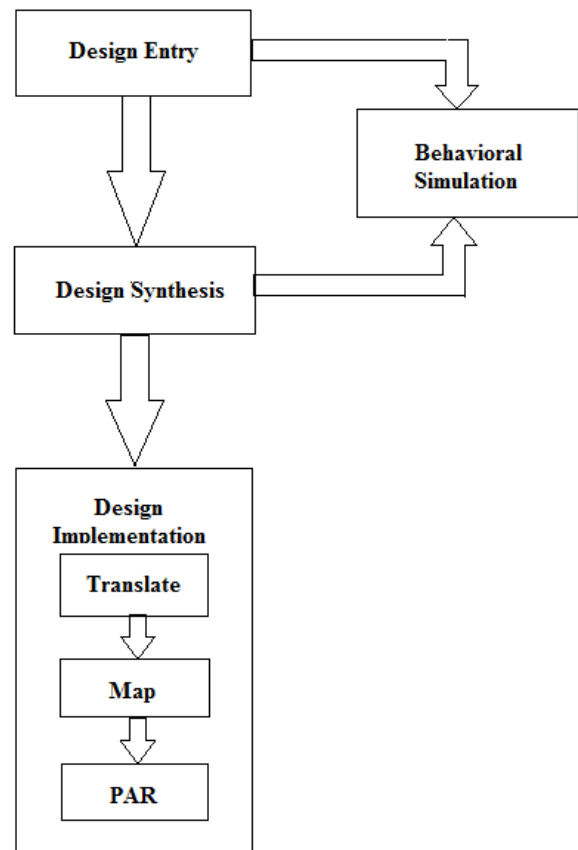 Design Entry
Behavioral
Simulation
Design Synthesis
Design
Implementation
Translate
Map
PAR